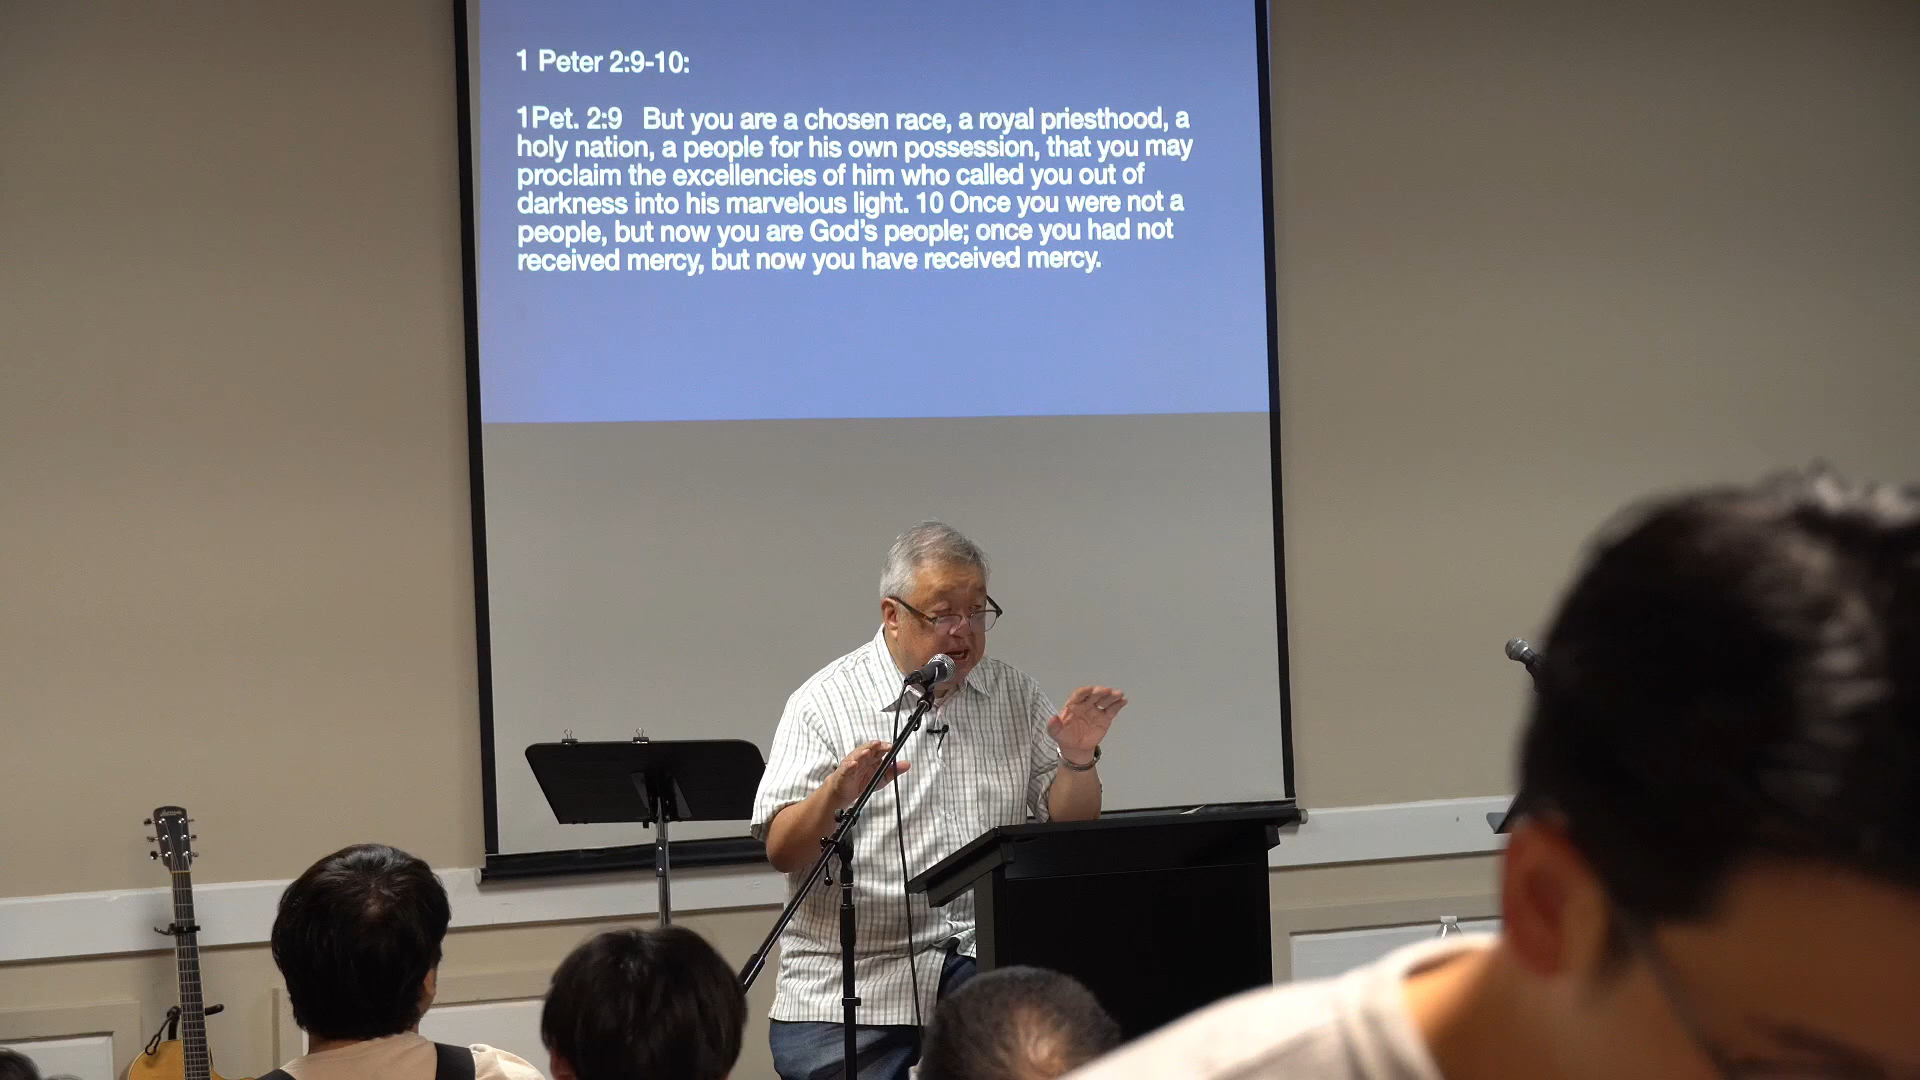 1 Peter 2:9-10:
1Pet. 2:9 But you are a chosen race, a royal priesthood, a
holy nation, a people for his own possession, that you may
proclaim the excellencies of him who called you out of
darkness into his marvelous light. 10 Once you were not a
people, but now you are God's people; once you had not
received mercy, but now you have received mercy.